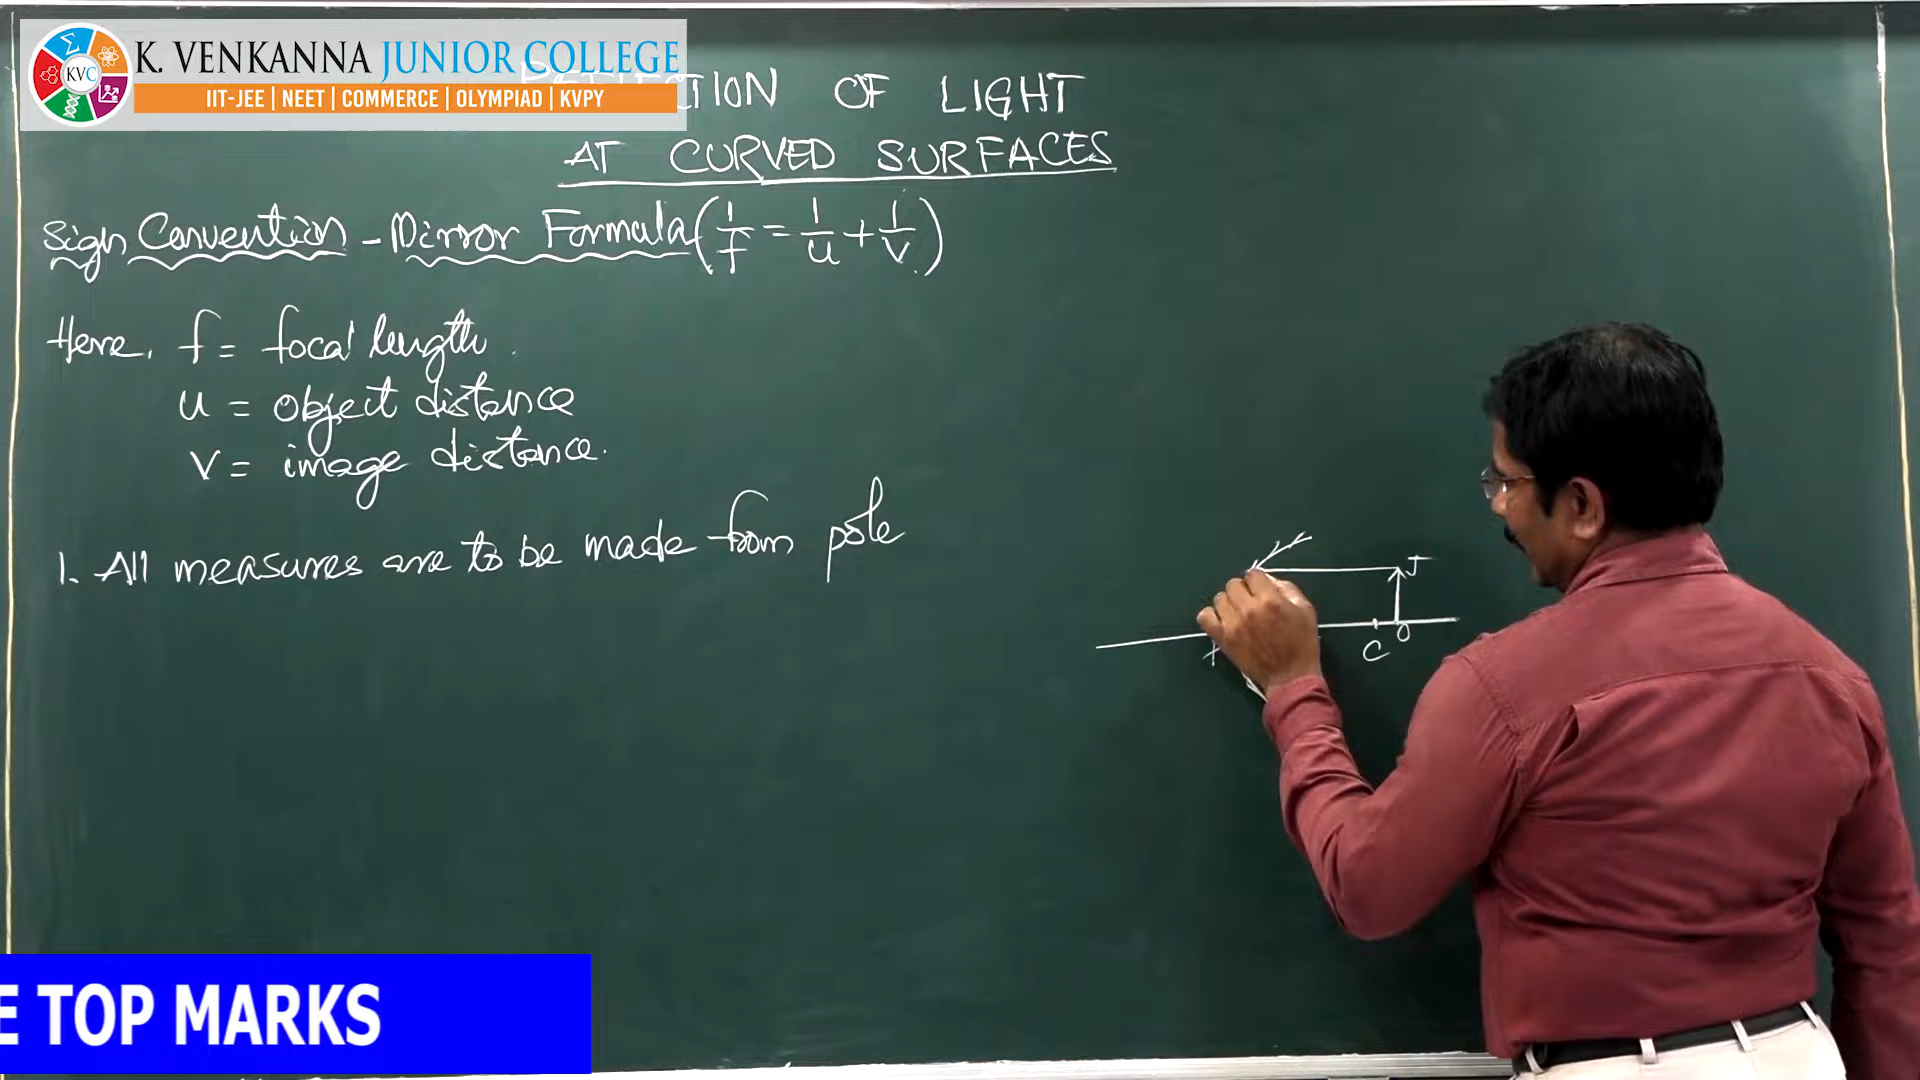 KVC
K. VENKANNA JUNIOR COLLEGE
IIT-JEE | NEET | COMMERCE | OLYMPIAD | KVPY
CTION OF LIGHT
AT CURVED SURFACES
Sign Convention - Mirror Formula (1/f = 1/u + 1/v)
Here, f = focal length.
u = object distance
v = image distance.
1. All measures are to be made from pole
J
C O
E TOP MARKS